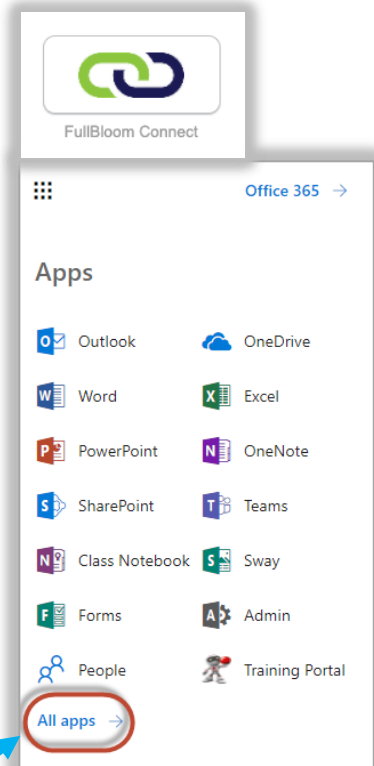 FullBloom Connect
Office 365 →
Apps
Outlook OneDrive
Word Excel
PowerPoint OneNote
SharePoint Teams
Class Notebook Sway
Forms Admin
People Training Portal
All apps →